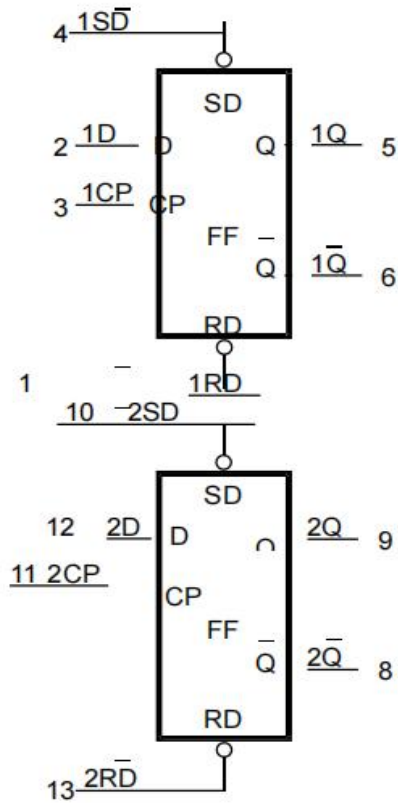 4 1SD̅
SD
2 1D D Q 1Q 5
3 1CP CP
FF
Q̅ 1Q̅ 6
RD
1 1RD
10 2SD
SD
12 2D D 2Q 9
11 2CP
CP
FF
Q̅ 2Q̅ 8
RD
13 2RD̅